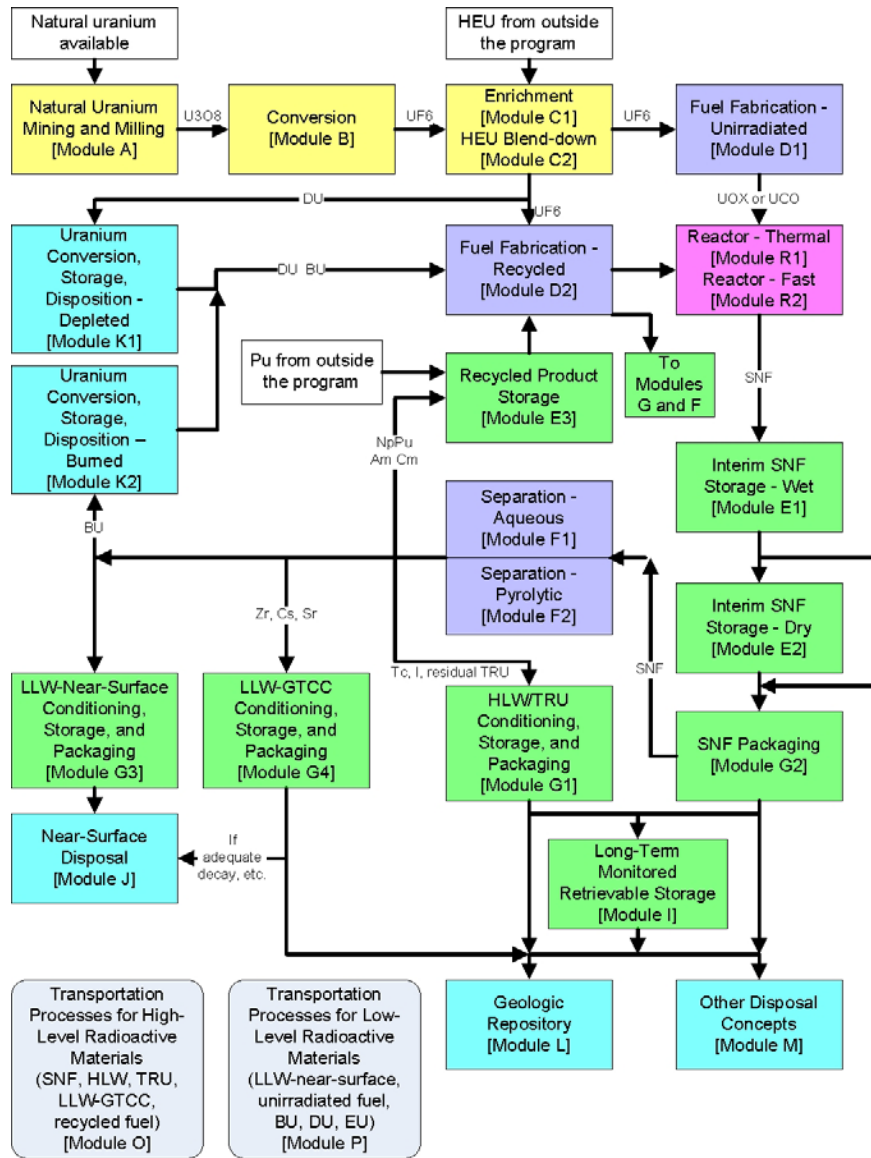 Natural uranium
available
HEU from outside
the program
Natural Uranium
Mining and Milling
[Module A]
U3O8
Conversion
[Module B]
UF6
Enrichment
[Module C1]
HEU Blend-down
[Module C2]
UF6
Fuel Fabrication -
Unirradiated
[Module D1]
DU
UF6
UOX or UCO
Uranium
Conversion,
Storage,
Disposition -
Depleted
[Module K1]
DU BU
Fuel Fabrication -
Recycled
[Module D2]
Reactor - Thermal
[Module R1]
Reactor - Fast
[Module R2]
Pu from outside
the program
Recycled Product
Storage
[Module E3]
To
Modules
G and F
SNF
Uranium
Conversion,
Storage,
Disposition –
Burned
[Module K2]
NpPu
Am Cm
Interim SNF
Storage - Wet
[Module E1]
BU
Separation -
Aqueous
[Module F1]
Separation -
Pyrolytic
[Module F2]
Interim SNF
Storage - Dry
[Module E2]
Zr, Cs, Sr
Tc, I, residual TRU
SNF
LLW-Near-Surface
Conditioning,
Storage, and
Packaging
[Module G3]
LLW-GTCC
Conditioning,
Storage, and
Packaging
[Module G4]
HLW/TRU
Conditioning,
Storage, and
Packaging
[Module G1]
SNF Packaging
[Module G2]
Near-Surface
Disposal
[Module J]
If
adequate
decay, etc.
Long-Term
Monitored
Retrievable Storage
[Module I]
Transportation
Processes for High-
Level Radioactive
Materials
(SNF, HLW, TRU,
LLW-GTCC,
recycled fuel)
[Module O]
Transportation
Processes for Low-
Level Radioactive
Materials
(LLW-near-surface,
unirradiated fuel,
BU, DU, EU)
[Module P]
Geologic
Repository
[Module L]
Other Disposal
Concepts
[Module M]